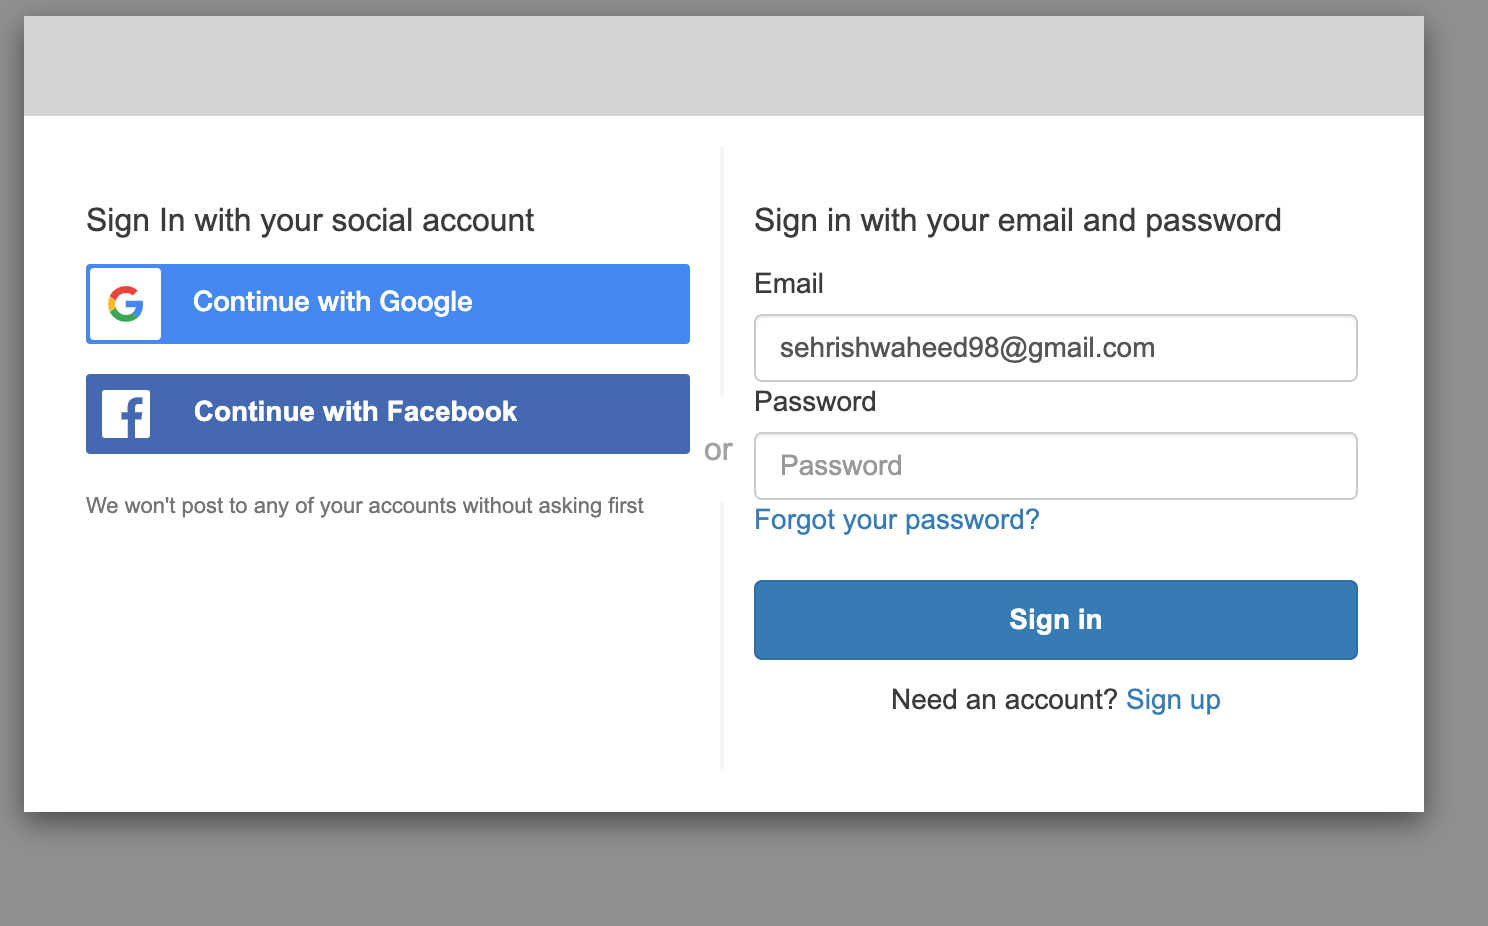 Sign In with your social account
Continue with Google
Continue with Facebook
We won't post to any of your accounts without asking first
or
Sign in with your email and password
Email
sehrishwaheed98@gmail.com
Password
Password
Forgot your password?
Sign in
Need an account? Sign up